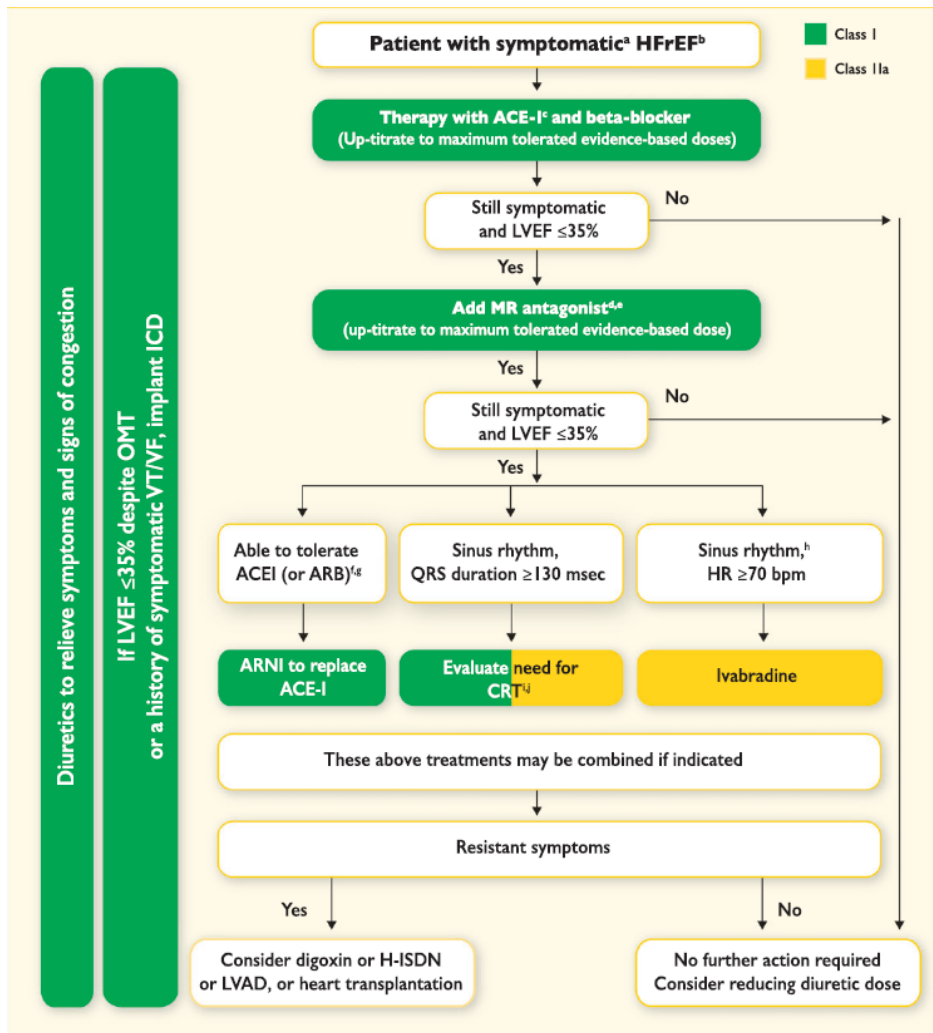 Patient with symptomaticᵃ HFrEFᵇ
Class I
Class IIa
Diuretics to relieve symptoms and signs of congestion
If LVEF ≤35% despite OMT
or a history of symptomatic VT/VF, implant ICD
Therapy with ACE-Iᶜ and beta-blocker
(Up-titrate to maximum tolerated evidence-based doses)
Still symptomatic
and LVEF ≤35%
No
Yes
Add MR antagonistᵈ,ᵉ
(up-titrate to maximum tolerated evidence-based dose)
Yes
Still symptomatic
and LVEF ≤35%
No
Yes
Able to tolerate
ACEI (or ARB)ᶠ,ᵍ
Sinus rhythm,
QRS duration ≥130 msec
Sinus rhythm,ʰ
HR ≥70 bpm
ARNI to replace
ACE-I
Evaluate need for
CRTⁱ,ʲ
Ivabradine
These above treatments may be combined if indicated
Resistant symptoms
Yes
No
Consider digoxin or H-ISDN
or LVAD, or heart transplantation
No further action required
Consider reducing diuretic dose